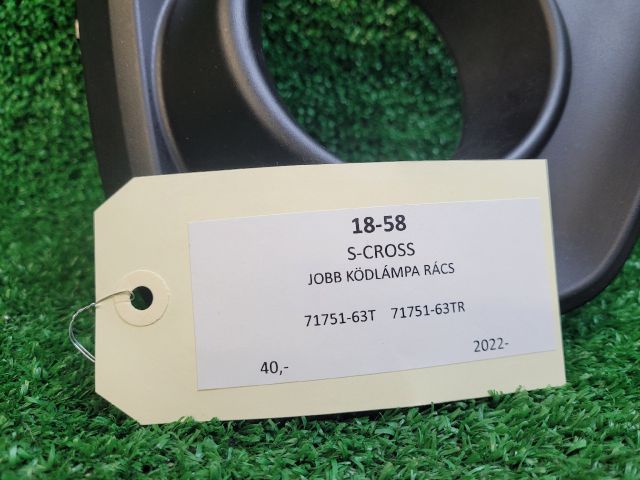 18-58
S-CROSS
JOBB KÖDLÁMPA RÁCS
71751-63T 71751-63TR
40,- 2022-